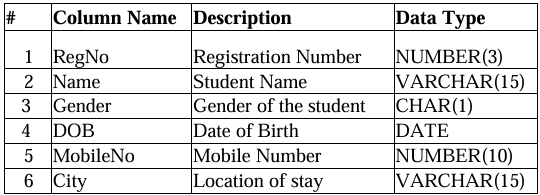 # Column Name Description Data Type
1 RegNo Registration Number NUMBER(3)
2 Name Student Name VARCHAR(15)
3 Gender Gender of the student CHAR(1)
4 DOB Date of Birth DATE
5 MobileNo Mobile Number NUMBER(10)
6 City Location of stay VARCHAR(15)